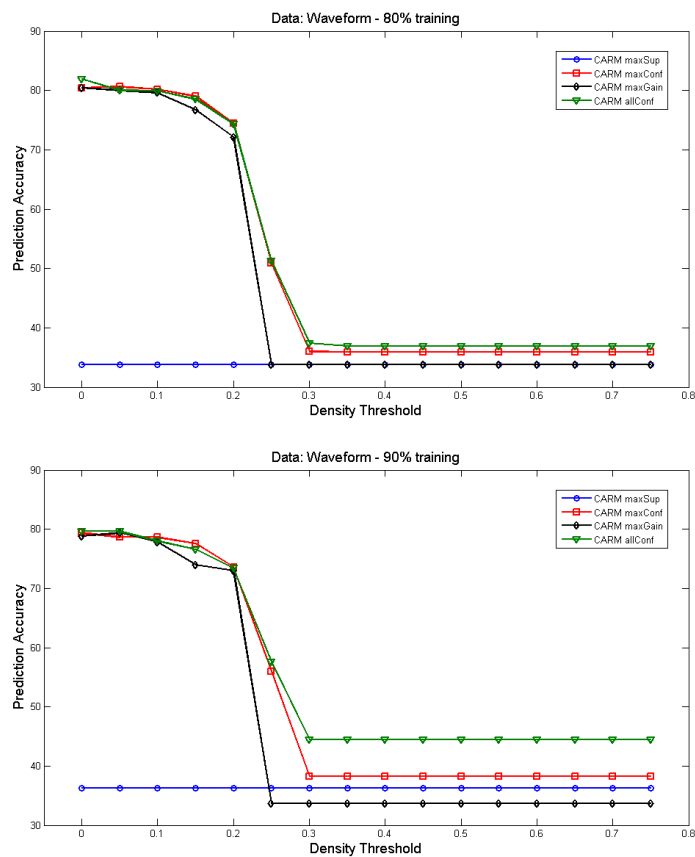 Data: Waveform - 80% training
90
80
70
60
50
40
30
Prediction Accuracy
CARM maxSup
CARM maxConf
CARM maxGain
CARM allConf
0 0.1 0.2 0.3 0.4 0.5 0.6 0.7 0.8
Density Threshold
Data: Waveform - 90% training
90
80
70
60
50
40
30
Prediction Accuracy
CARM maxSup
CARM maxConf
CARM maxGain
CARM allConf
0 0.1 0.2 0.3 0.4 0.5 0.6 0.7 0.8
Density Threshold